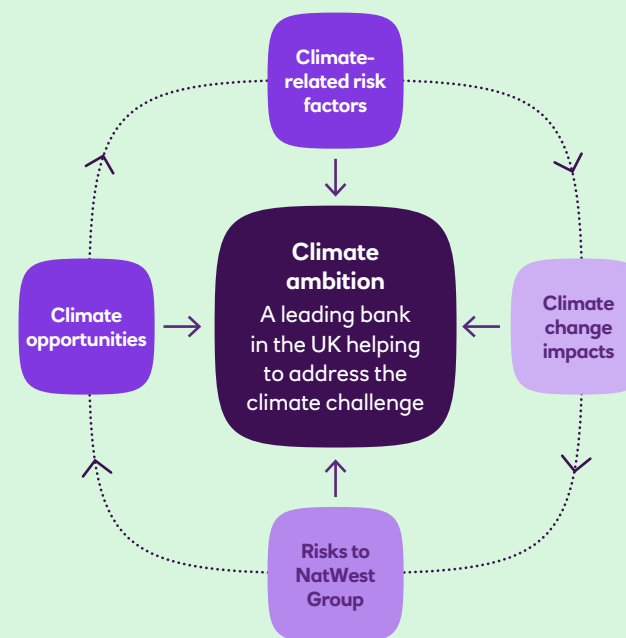 Climate-
related risk
factors
Climate
opportunities
Climate
ambition
A leading bank
in the UK helping
to address the
climate challenge
Climate
change
impacts
Risks to
NatWest
Group